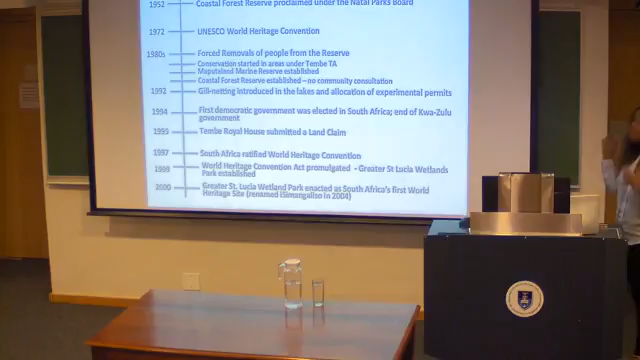 1952 Coastal Forest Reserve proclaimed under the Natal Parks Board
1972 UNESCO World Heritage Convention
1980s Forced Removals of people from the Reserve
Conservation started in areas under Tembe TA
Maputaland Marine Reserve established
Coastal Forest Reserve established – no community consultation
1992 Gill-netting introduced in the lakes and allocation of experimental permits
1994 First democratic government was elected in South Africa; end of Kwa-Zulu
government
1995 Tembe Royal House submitted a Land Claim
1997 South Africa ratified World Heritage Convention
1999 World Heritage Convention Act promulgated - Greater St Lucia Wetlands
Park established
2000 Greater St. Lucia Wetland Park enacted as South Africa's first World
Heritage Site (renamed iSimangaliso in 2004)